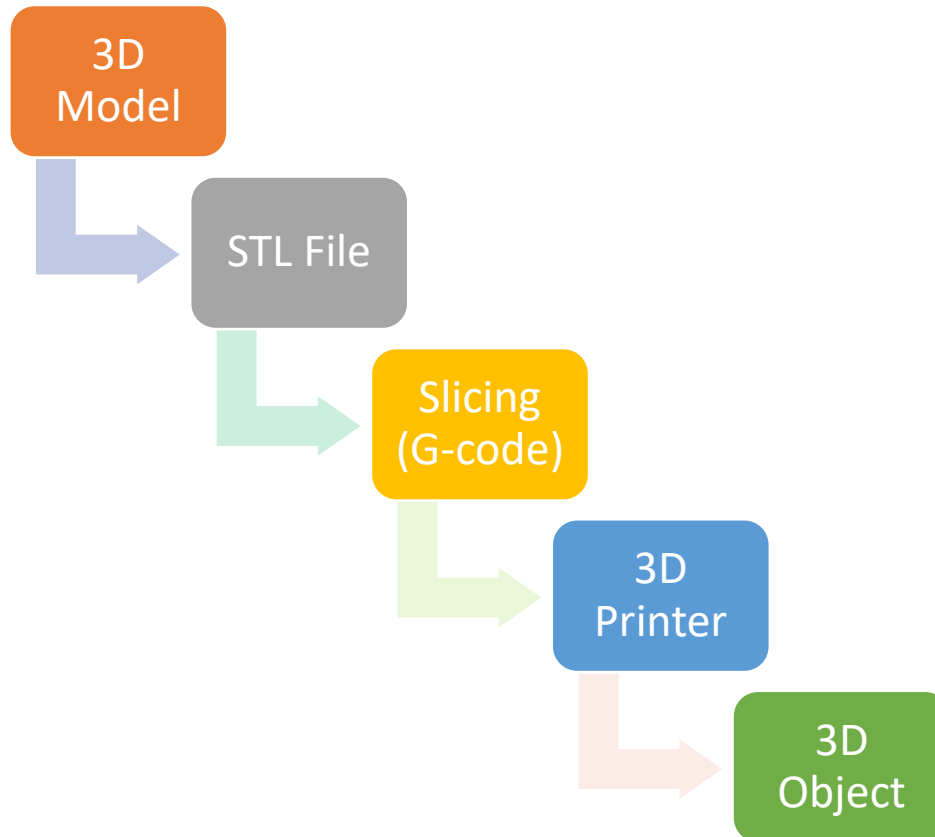 3D
Model
STL File
Slicing
(G-code)
3D
Printer
3D
Object